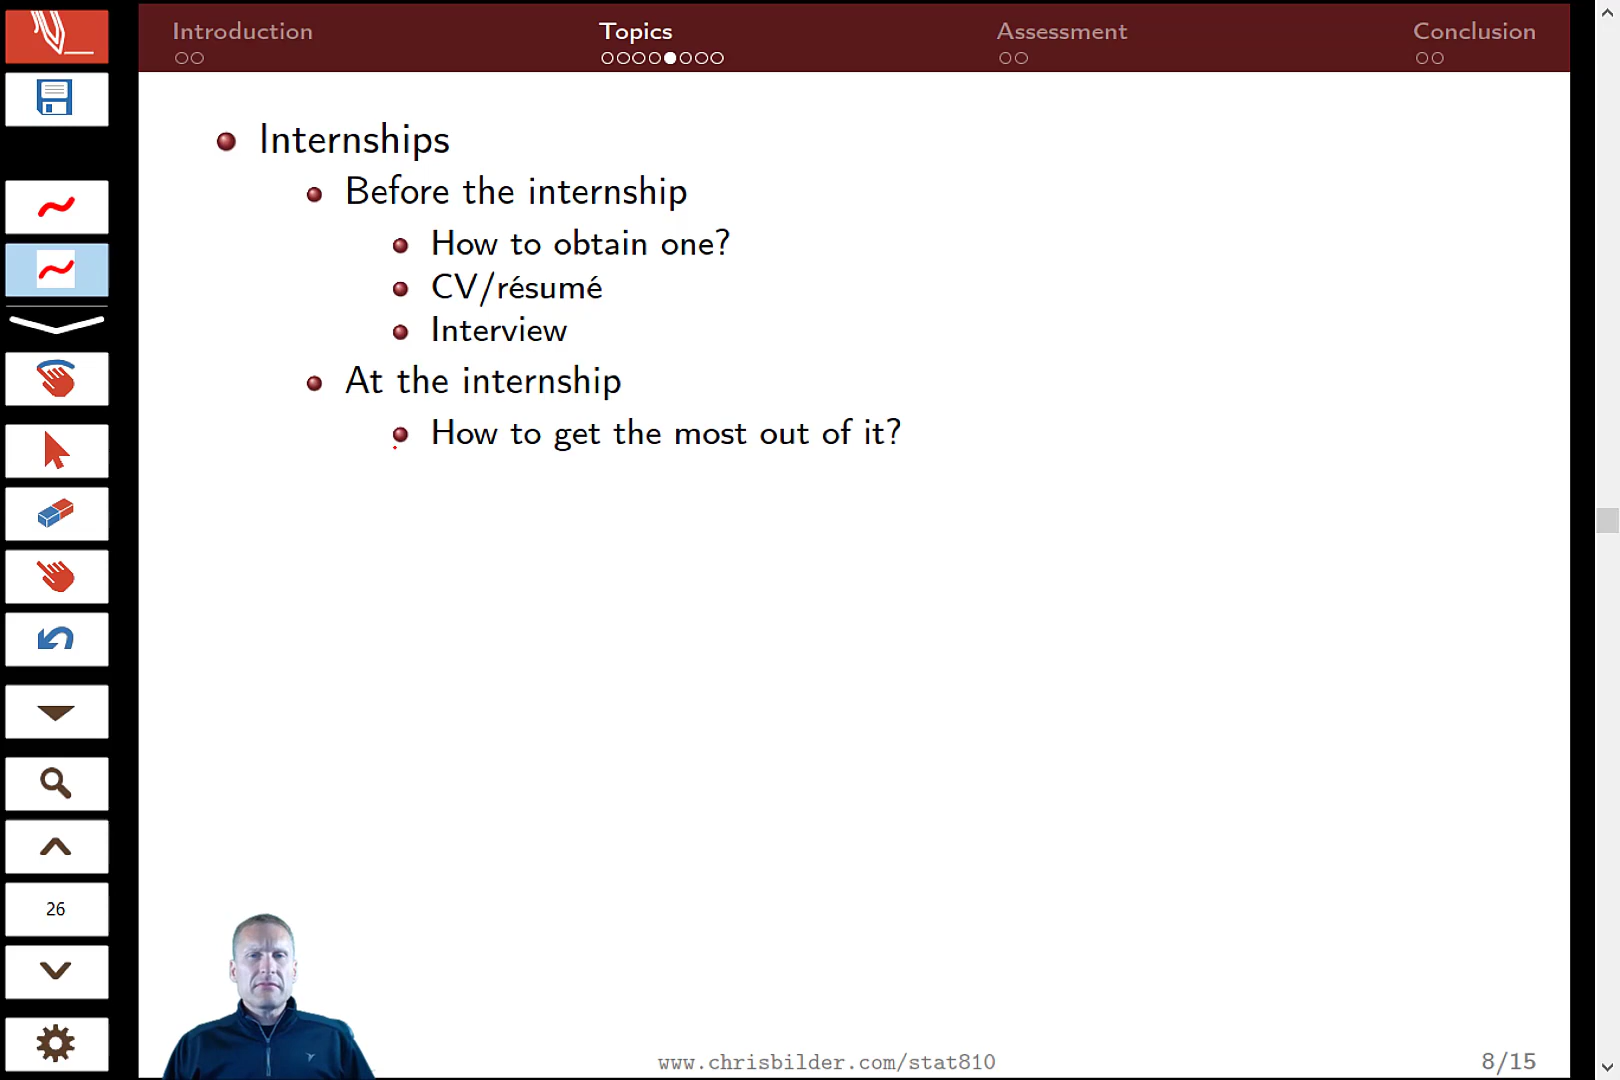 Introduction
Topics
Assessment
Conclusion
Internships
Before the internship
How to obtain one?
CV/résumé
Interview
At the internship
How to get the most out of it?
26
www.chrisbilder.com/stat810
8/15